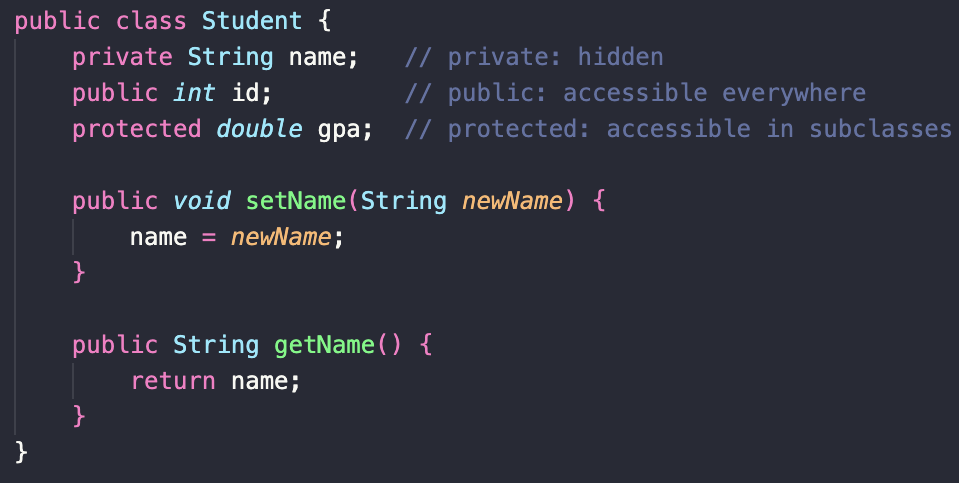 public class Student {
    private String name;   // private: hidden
    public int id;         // public: accessible everywhere
    protected double gpa;  // protected: accessible in subclasses

    public void setName(String newName) {
        name = newName;
    }

    public String getName() {
        return name;
    }
}